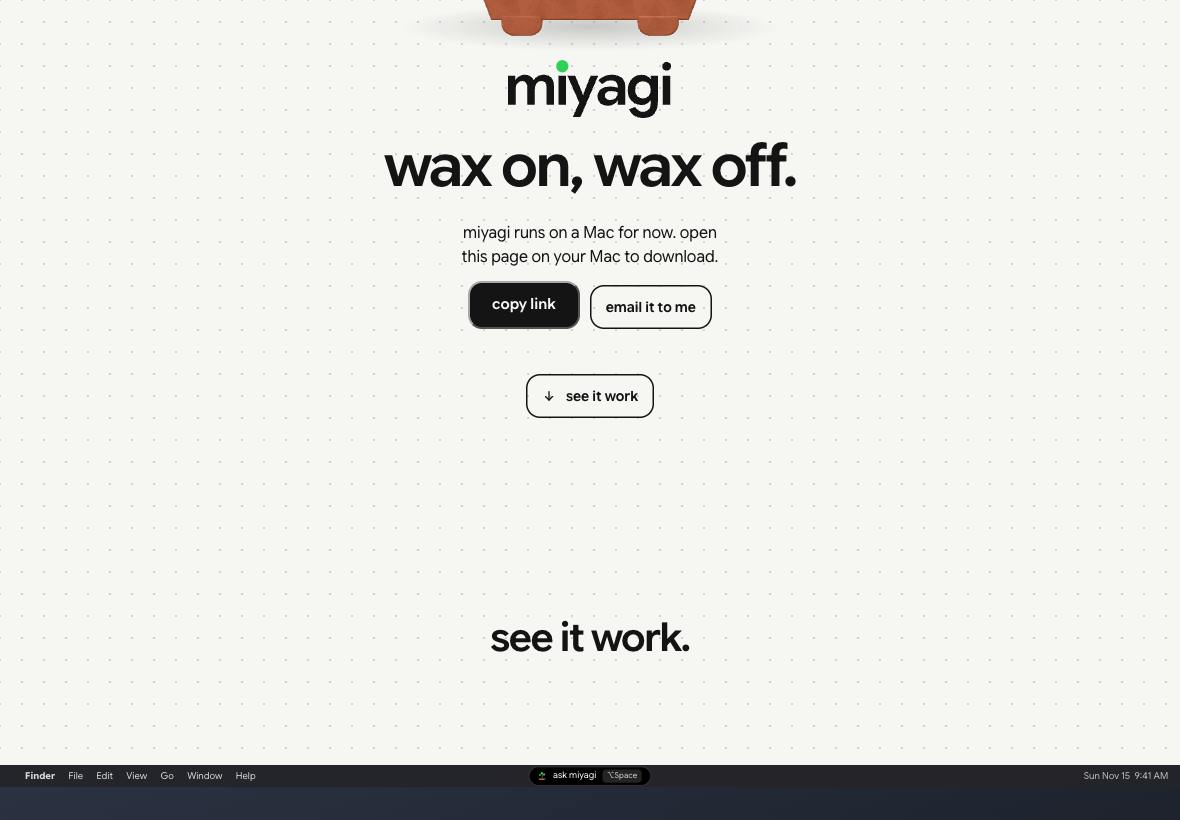 miyagi
wax on, wax off.
miyagi runs on a Mac for now. open
this page on your Mac to download.
copy link
email it to me
↓ see it work
see it work.
Finder File Edit View Go Window Help
ask miyagi ⌥Space
Sun Nov 15 9:41 AM